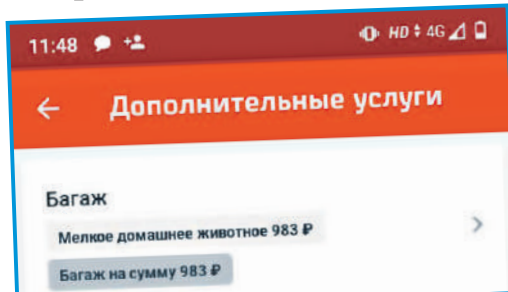 11:48 HD 4G
Дополнительные услуги
Багаж
Мелкое домашнее животное 983 ₽
Багаж на сумму 983 ₽